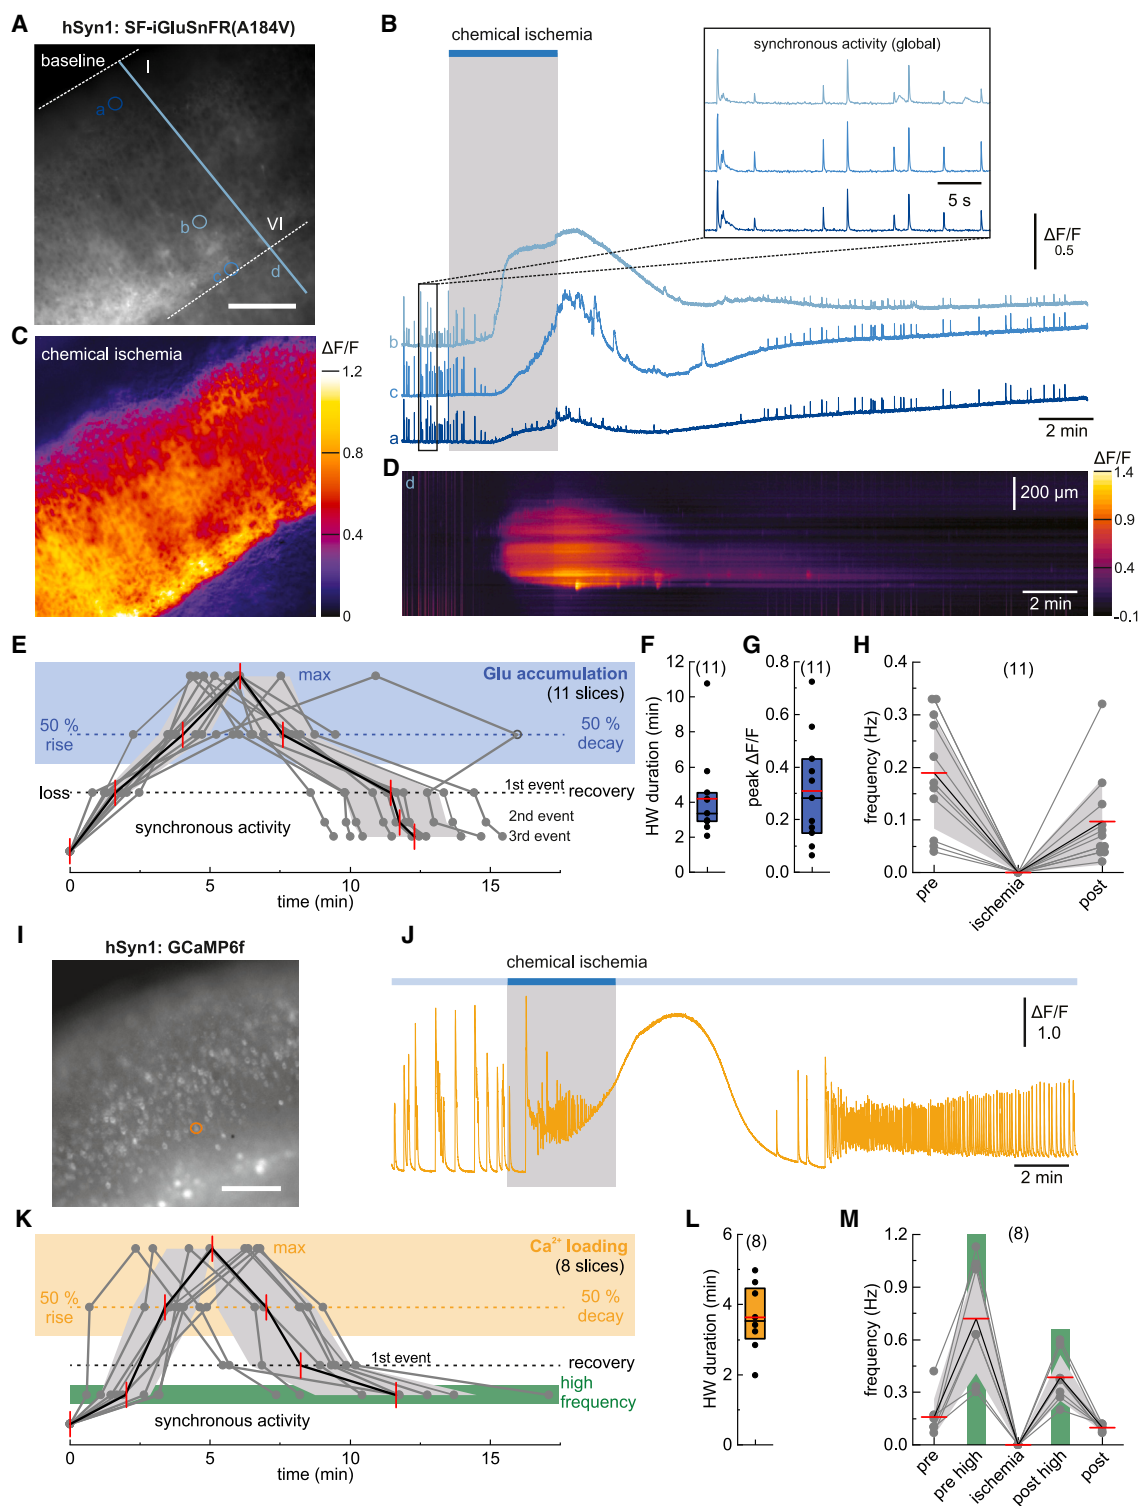 A
hSyn1: SF-iGluSnFR(A184V)
baseline
I
a
b
c
VI
d
B
chemical ischemia
synchronous activity (global)
5 s
ΔF/F
0.5
b
c
a
2 min
C
chemical ischemia
ΔF/F
1.2
0.8
0.4
0
D
d
200 µm
2 min
ΔF/F
1.4
0.9
0.4
-0.1
E
max
Glu accumulation
(11 slices)
50 %
rise
50 %
decay
loss
1st event
recovery
2nd event
3rd event
synchronous activity
0
5
10
15
time (min)
F
(11)
HW duration (min)
12
10
8
6
4
2
0
G
(11)
peak ΔF/F
0.8
0.6
0.4
0.2
0.0
H
(11)
frequency (Hz)
0.4
0.3
0.2
0.1
0.0
pre
ischemia
post
I
hSyn1: GCaMP6f
J
chemical ischemia
ΔF/F
1.0
2 min
K
max
Ca²⁺ loading
(8 slices)
50 %
rise
50 %
decay
1st event
recovery
high
frequency
synchronous activity
0
5
10
15
time (min)
L
(8)
HW duration (min)
6
4
2
0
M
(8)
frequency (Hz)
1.2
0.9
0.6
0.3
0.0
pre
pre high
ischemia
post high
post